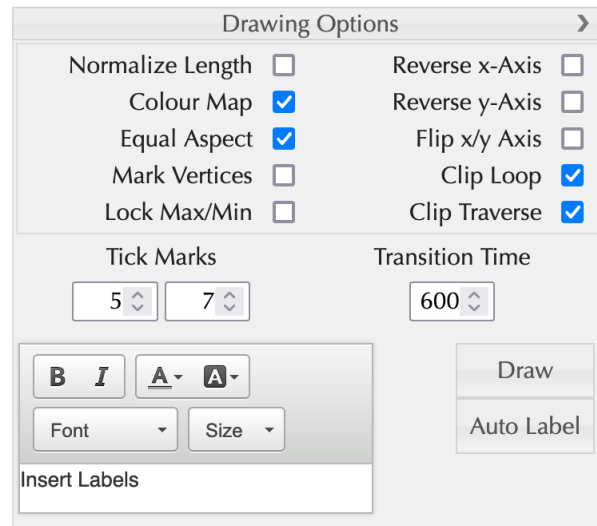 Drawing Options
Normalize Length Reverse x-Axis
Colour Map Reverse y-Axis
Equal Aspect Flip x/y Axis
Mark Vertices Clip Loop
Lock Max/Min Clip Traverse
Tick Marks Transition Time
5 7 600
B I A A Draw
Font Size Auto Label
Insert Labels